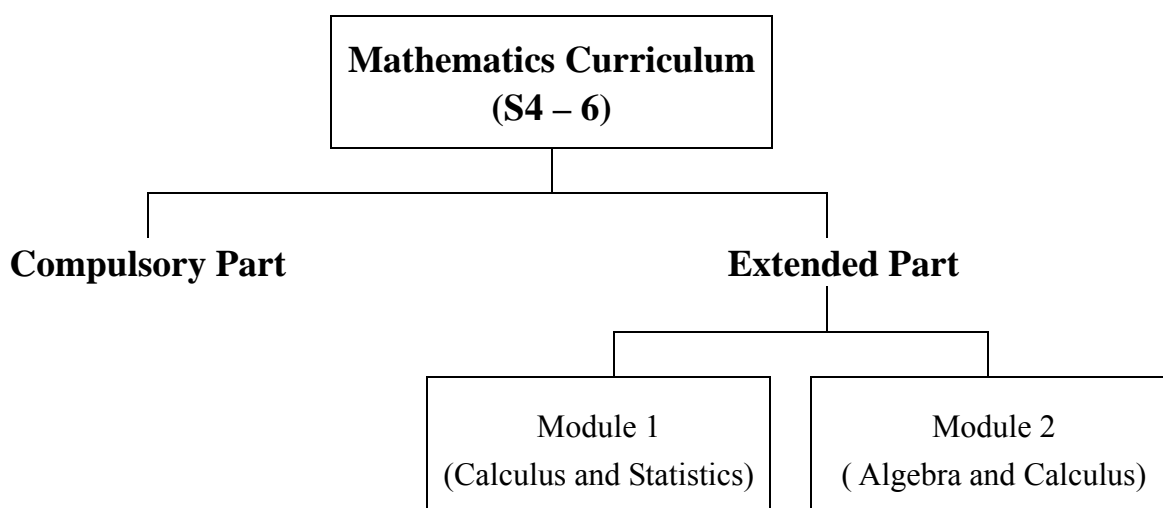 Mathematics Curriculum
(S4 – 6)
Compulsory Part
Extended Part
Module 1
(Calculus and Statistics)
Module 2
( Algebra and Calculus)